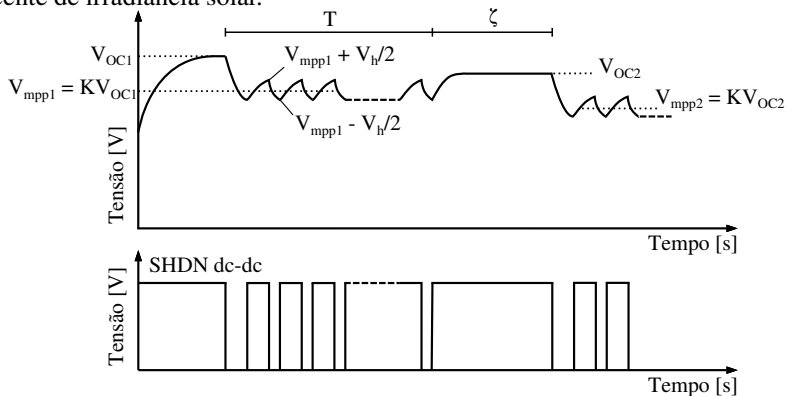 cente de irradiância solar.
T
ζ
V_OC1
V_mpp1 + V_h/2
V_OC2
V_mpp1 = KV_OC1
V_mpp2 = KV_OC2
V_mpp1 - V_h/2
Tensão [V]
Tempo [s]
SHDN dc-dc
Tensão [V]
Tempo [s]